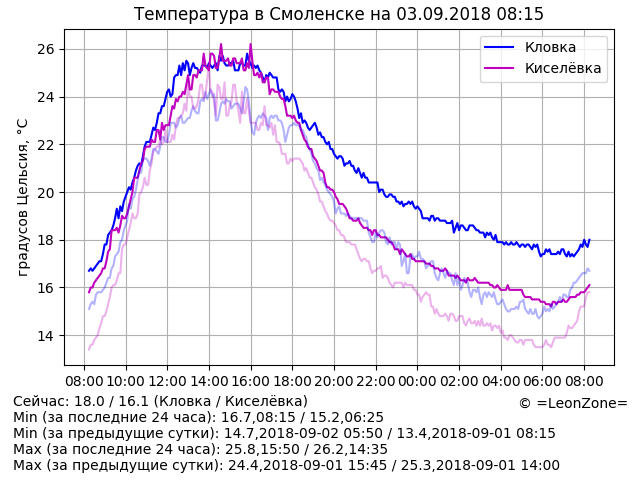 Температура в Смоленске на 03.09.2018 08:15
Кловка
Киселёвка
градусов Цельсия, °C
26
24
22
20
18
16
14
08:00 10:00 12:00 14:00 16:00 18:00 20:00 22:00 00:00 02:00 04:00 06:00 08:00
Сейчас: 18.0 / 16.1 (Кловка / Киселёвка)
© =LeonZone=
Min (за последние 24 часа): 16.7,08:15 / 15.2,06:25
Min (за предыдущие сутки): 14.7,2018-09-02 05:50 / 13.4,2018-09-01 08:15
Max (за последние 24 часа): 25.8,15:50 / 26.2,14:35
Max (за предыдущие сутки): 24.4,2018-09-01 15:45 / 25.3,2018-09-01 14:00